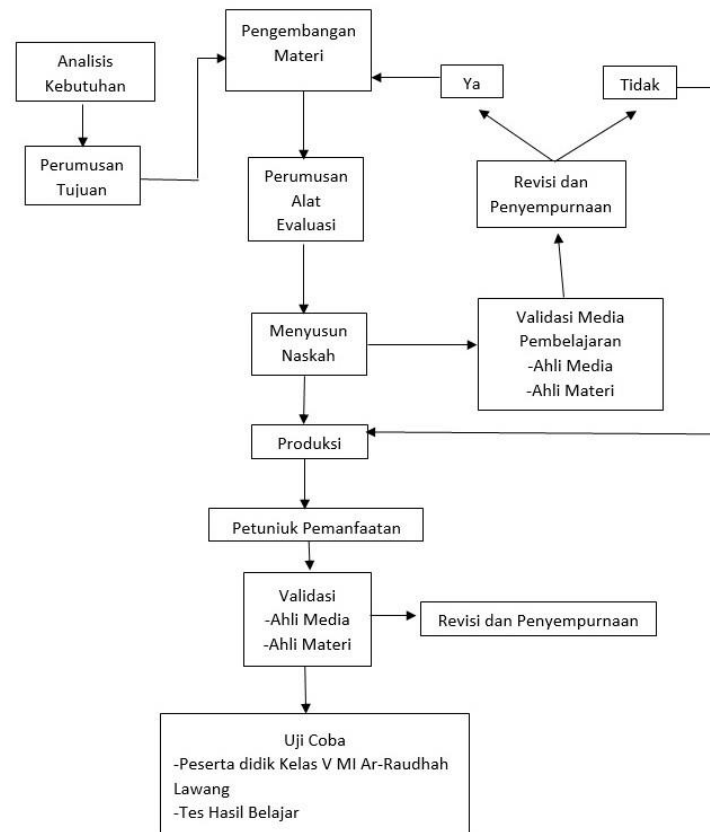 Analisis
Kebutuhan
Perumusan
Tujuan
Pengembangan
Materi
Ya
Tidak
Perumusan
Alat
Evaluasi
Revisi dan
Penyempurnaan
Menyusun
Naskah
Validasi Media
Pembelajaran
-Ahli Media
-Ahli Materi
Produksi
Petuniuk Pemanfaatan
Validasi
-Ahli Media
-Ahli Materi
Revisi dan Penyempurnaan
Uji Coba
-Peserta didik Kelas V MI Ar-Raudhah
Lawang
-Tes Hasil Belajar